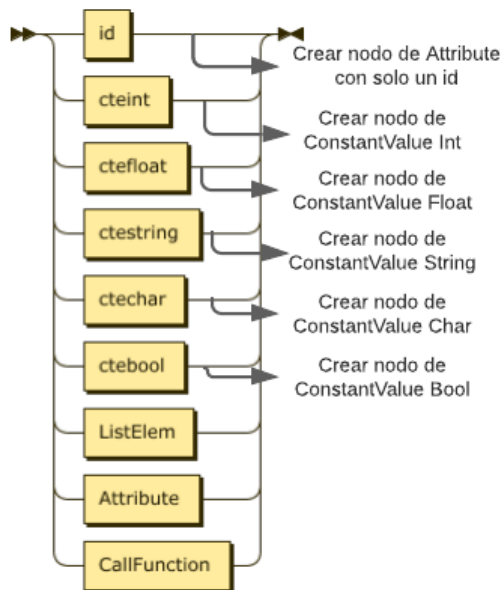 id
Crear nodo de Attribute
con solo un id
cteint
Crear nodo de
ConstantValue Int
ctefloat
Crear nodo de
ConstantValue Float
ctestring
Crear nodo de
ConstantValue String
ctechar
Crear nodo de
ConstantValue Char
ctebool
Crear nodo de
ConstantValue Bool
ListElem
Attribute
CallFunction